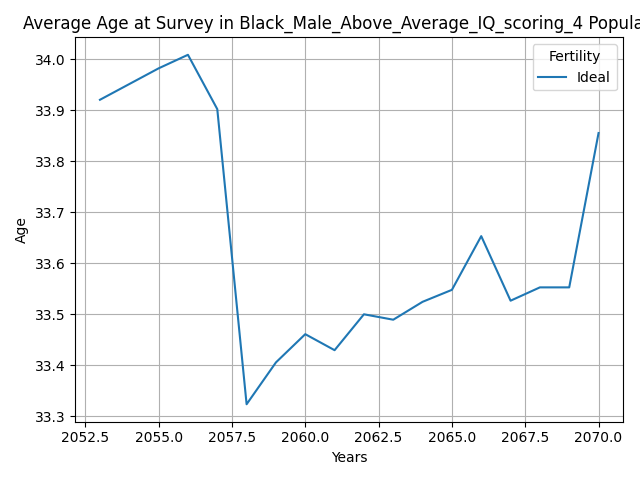 Average Age at Survey in Black_Male_Above_Average_IQ_scoring_4 Popula
Fertility
Ideal
34.0
33.9
33.8
33.7
33.6
33.5
33.4
33.3
Age
2052.5 2055.0 2057.5 2060.0 2062.5 2065.0 2067.5 2070.0
Years